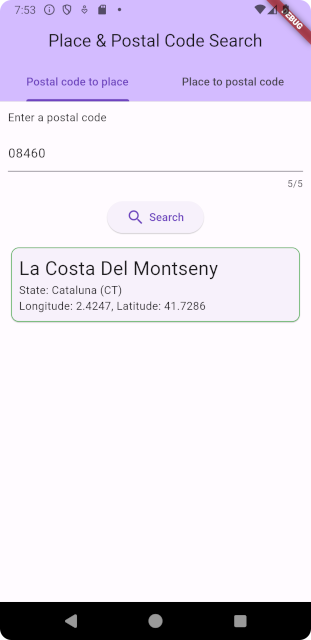 7:53
DEBUG
Place & Postal Code Search
Postal code to place
Place to postal code
Enter a postal code
08460
5/5
Search
La Costa Del Montseny
State: Cataluna (CT)
Longitude: 2.4247, Latitude: 41.7286